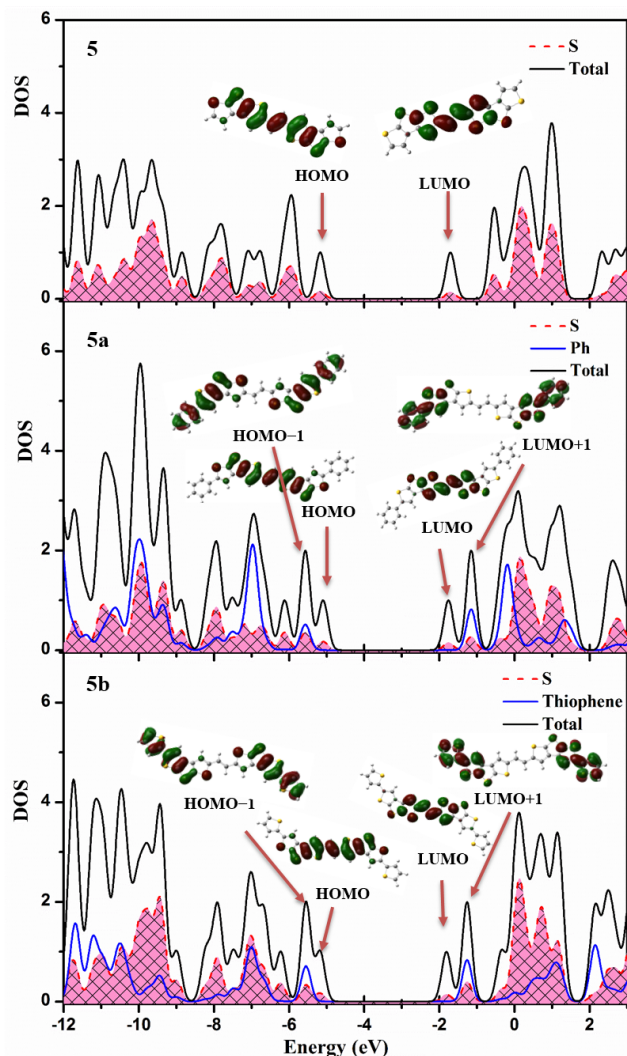 5
S
Total
HOMO
LUMO
DOS
6
4
2
0
5a
S
Ph
Total
HOMO−1
HOMO
LUMO+1
LUMO
DOS
6
4
2
0
5b
S
Thiophene
Total
HOMO−1
HOMO
LUMO+1
LUMO
DOS
6
4
2
0
-12 -10 -8 -6 -4 -2 0 2
Energy (eV)